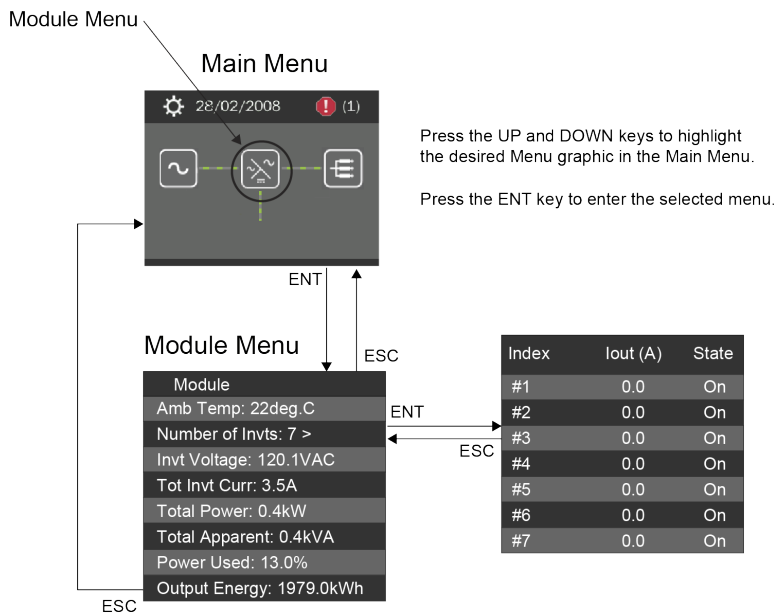 Module Menu
Main Menu
28/02/2008 (1)
Press the UP and DOWN keys to highlight
the desired Menu graphic in the Main Menu.
Press the ENT key to enter the selected menu.
ENT
ESC
Module Menu
Module
Amb Temp: 22deg.C
Number of Invts: 7 >
Invt Voltage: 120.1VAC
Tot Invt Curr: 3.5A
Total Power: 0.4kW
Total Apparent: 0.4kVA
Power Used: 13.0%
Output Energy: 1979.0kWh
ESC
ENT
ESC
Index Iout (A) State
#1 0.0 On
#2 0.0 On
#3 0.0 On
#4 0.0 On
#5 0.0 On
#6 0.0 On
#7 0.0 On